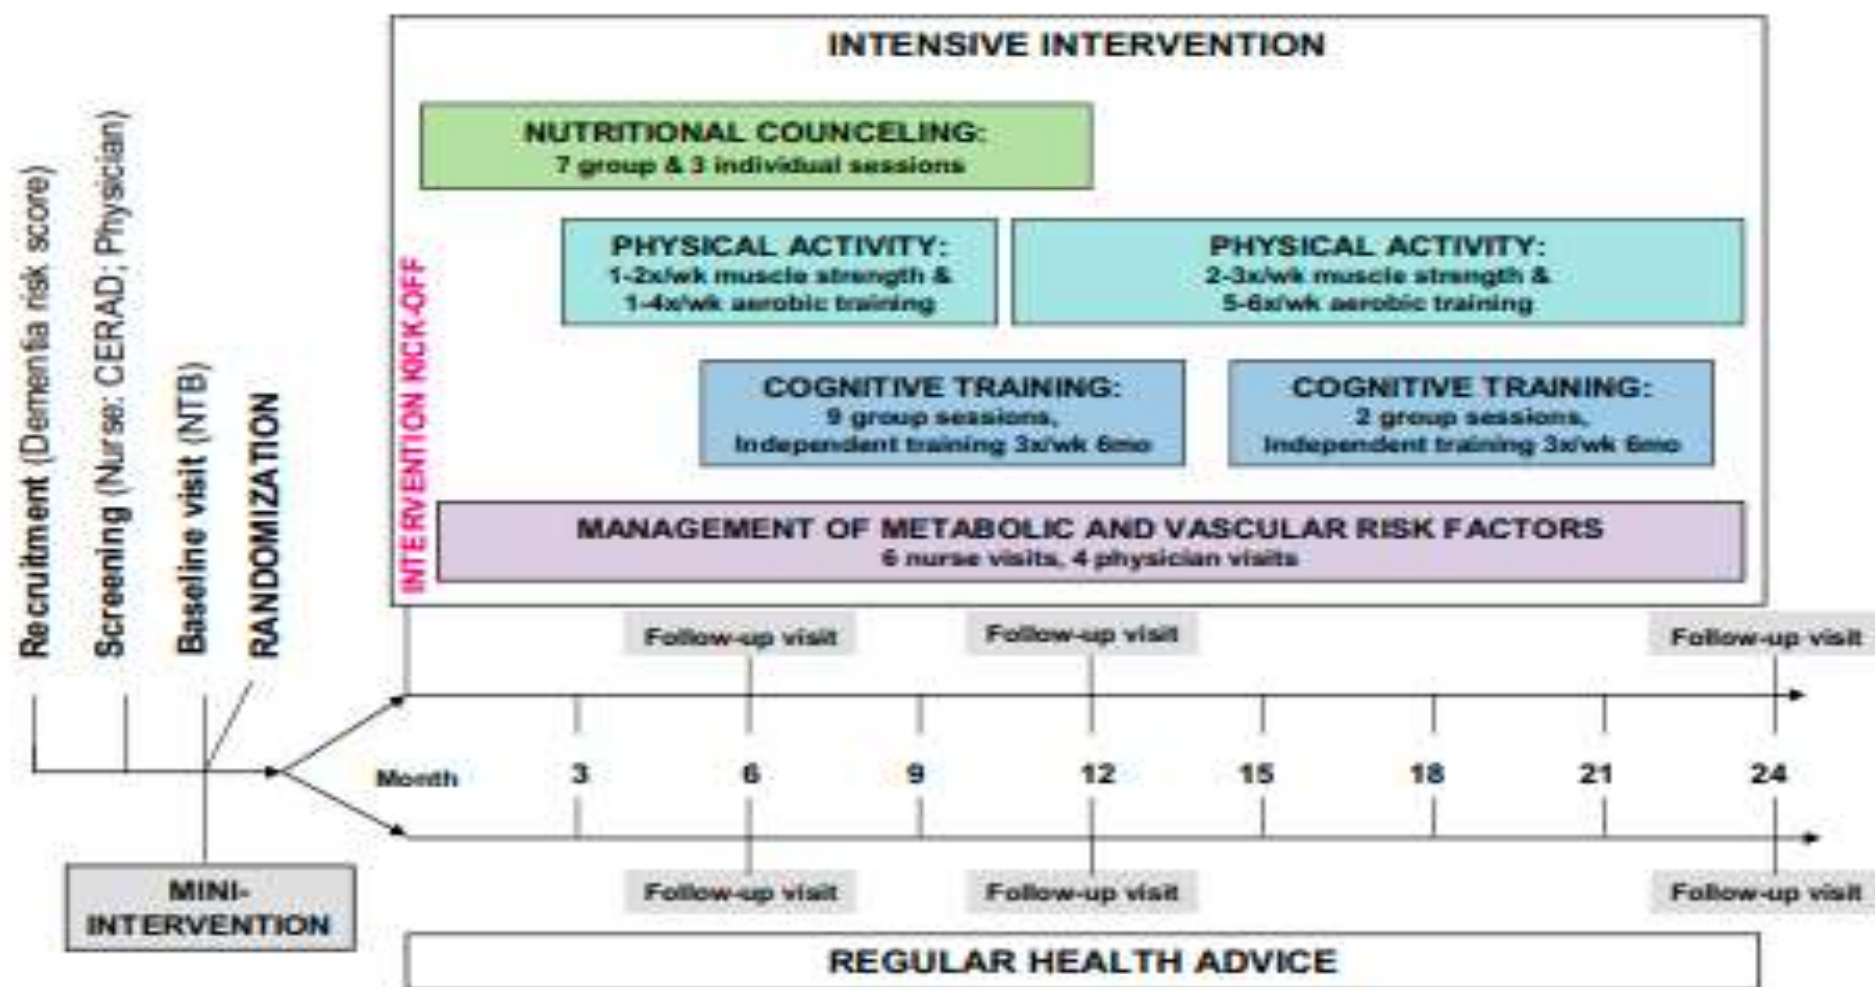 INTENSIVE INTERVENTION
NUTRITIONAL COUNCELING:
7 group & 3 individual sessions
PHYSICAL ACTIVITY:
1-2x/wk muscle strength &
1-4x/wk aerobic training
PHYSICAL ACTIVITY:
2-3x/wk muscle strength &
5-6x/wk aerobic training
COGNITIVE TRAINING:
9 group sessions,
Independent training 3x/wk 6mo
COGNITIVE TRAINING:
2 group sessions,
Independent training 3x/wk 6mo
MANAGEMENT OF METABOLIC AND VASCULAR RISK FACTORS
6 nurse visits, 4 physician visits
INTERVENTION KICK-OFF
Recruitment (Dementia risk score)
Screening (Nurse: CERAD; Physician)
Baseline visit (NTB)
RANDOMIZATION
Follow-up visit
Follow-up visit
Follow-up visit
Month 3 6 9 12 15 18 21 24
MINI-
INTERVENTION
Follow-up visit
Follow-up visit
Follow-up visit
REGULAR HEALTH ADVICE